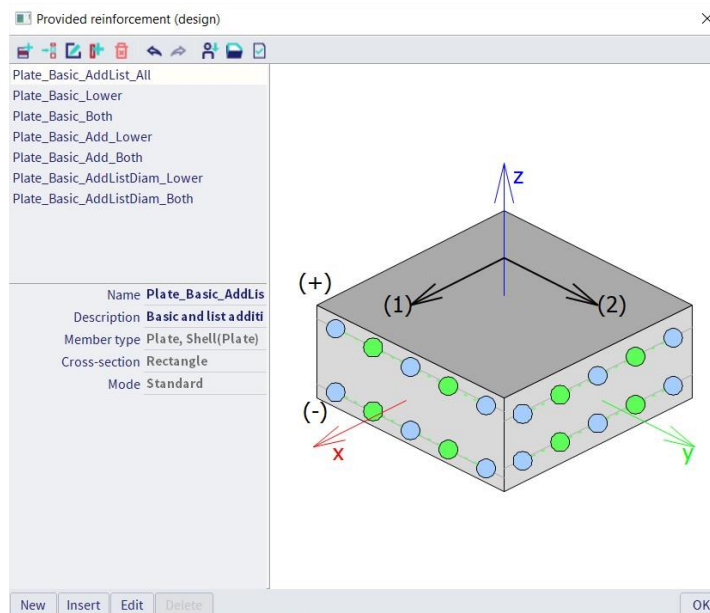 Provided reinforcement (design)
Plate_Basic_AddList_All
Plate_Basic_Lower
Plate_Basic_Both
Plate_Basic_Add_Lower
Plate_Basic_Add_Both
Plate_Basic_AddListDiam_Lower
Plate_Basic_AddListDiam_Both
Name Plate_Basic_AddLis
Description Basic and list additi
Member type Plate, Shell(Plate)
Cross-section Rectangle
Mode Standard
z
(+)
(1) (2)
(-)
x y
New Insert Edit Delete OK